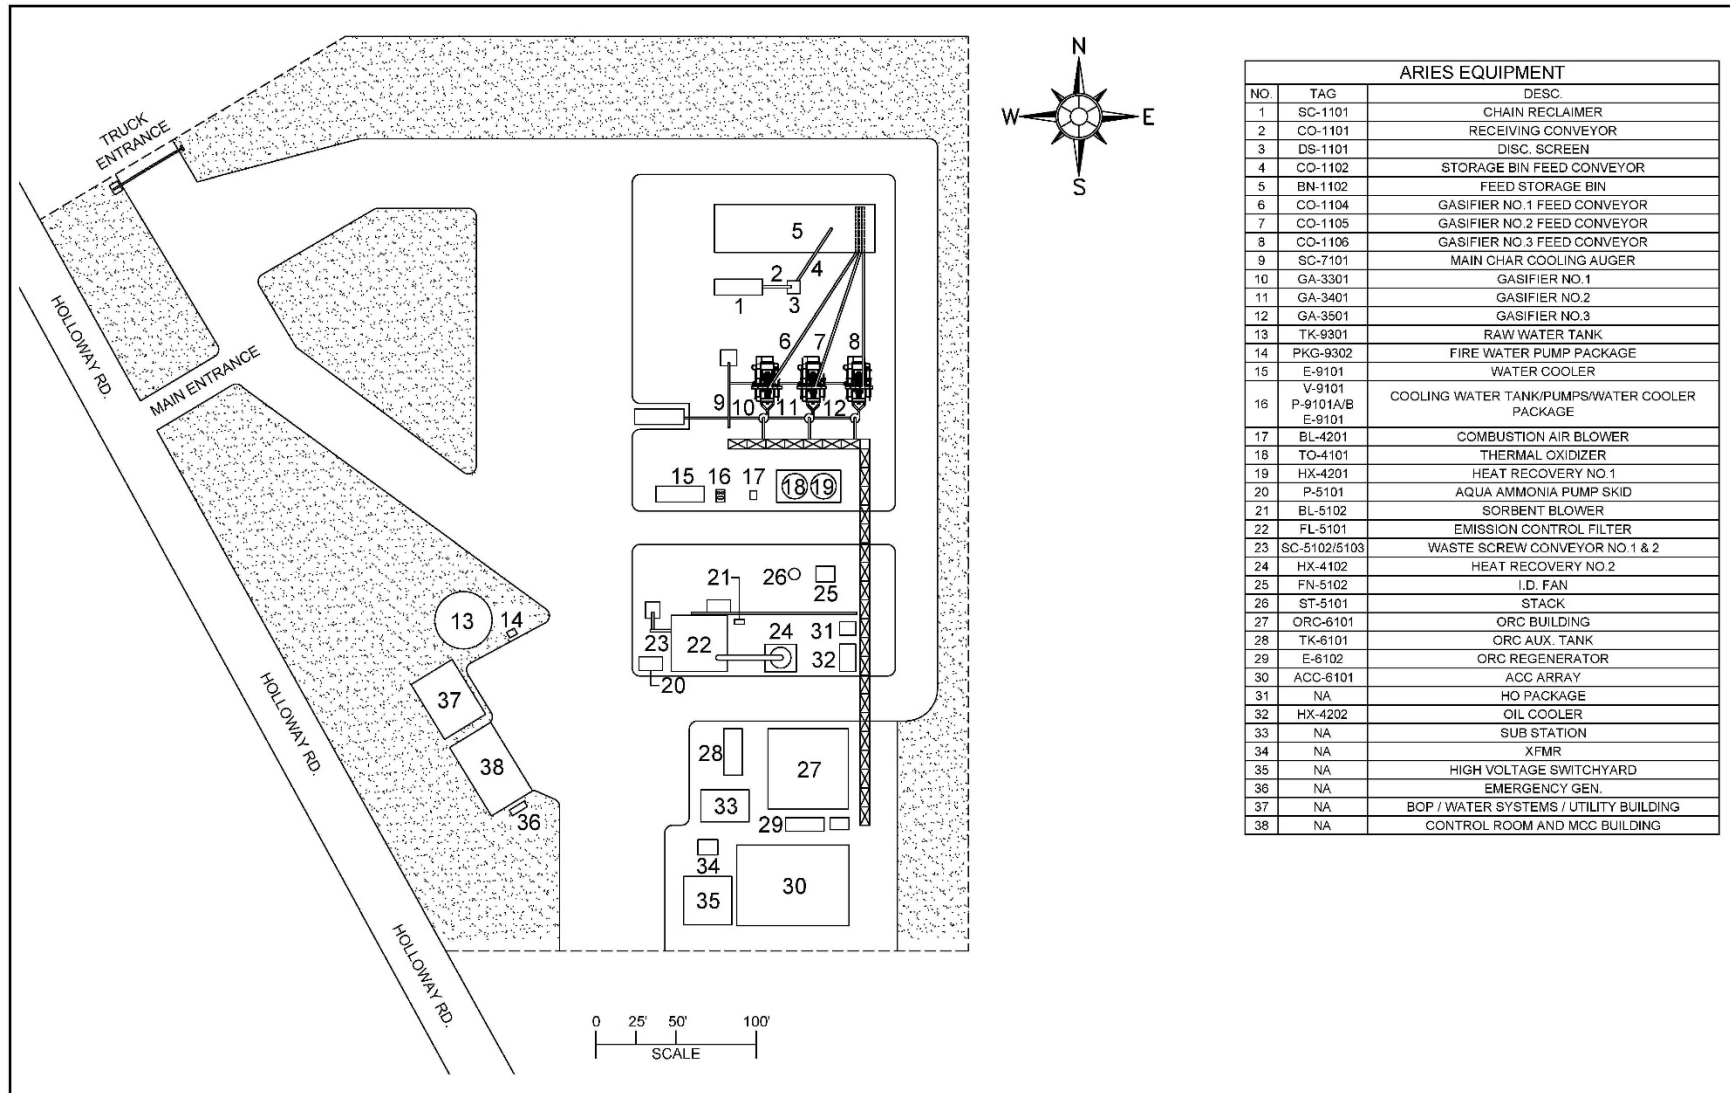 N
W E
S
TRUCK
ENTRANCE
HOLLOWAY RD.
MAIN ENTRANCE
HOLLOWAY RD.
HOLLOWAY RD.
5
4
2
1
3
6
7
8
9
10
11
12
15
16
17
18
19
21
26
25
13
14
23
22
24
31
32
20
37
38
36
28
27
33
29
34
35
30
0 25' 50' 100'
SCALE
ARIES EQUIPMENT
NO. TAG DESC.
1 SC-1101 CHAIN RECLAIMER
2 CO-1101 RECEIVING CONVEYOR
3 DS-1101 DISC. SCREEN
4 CO-1102 STORAGE BIN FEED CONVEYOR
5 BN-1102 FEED STORAGE BIN
6 CO-1104 GASIFIER NO.1 FEED CONVEYOR
7 CO-1105 GASIFIER NO.2 FEED CONVEYOR
8 CO-1106 GASIFIER NO.3 FEED CONVEYOR
9 SC-7101 MAIN CHAR COOLING AUGER
10 GA-3301 GASIFIER NO.1
11 GA-3401 GASIFIER NO.2
12 GA-3501 GASIFIER NO.3
13 TK-9301 RAW WATER TANK
14 PKG-9302 FIRE WATER PUMP PACKAGE
15 E-9101 WATER COOLER
16 V-9101 P-9101A/B E-9101 COOLING WATER TANK/PUMPS/WATER COOLER PACKAGE
17 BL-4201 COMBUSTION AIR BLOWER
18 TO-4101 THERMAL OXIDIZER
19 HX-4201 HEAT RECOVERY NO.1
20 P-5101 AQUA AMMONIA PUMP SKID
21 BL-5102 SORBENT BLOWER
22 FL-5101 EMISSION CONTROL FILTER
23 SC-5102/5103 WASTE SCREW CONVEYOR NO.1 & 2
24 HX-4102 HEAT RECOVERY NO.2
25 FN-5102 I.D. FAN
26 ST-5101 STACK
27 ORC-6101 ORC BUILDING
28 TK-6101 ORC AUX. TANK
29 E-6102 ORC REGENERATOR
30 ACC-6101 ACC ARRAY
31 NA HO PACKAGE
32 HX-4202 OIL COOLER
33 NA SUB STATION
34 NA XFMR
35 NA HIGH VOLTAGE SWITCHYARD
36 NA EMERGENCY GEN.
37 NA BOP / WATER SYSTEMS / UTILITY BUILDING
38 NA CONTROL ROOM AND MCC BUILDING